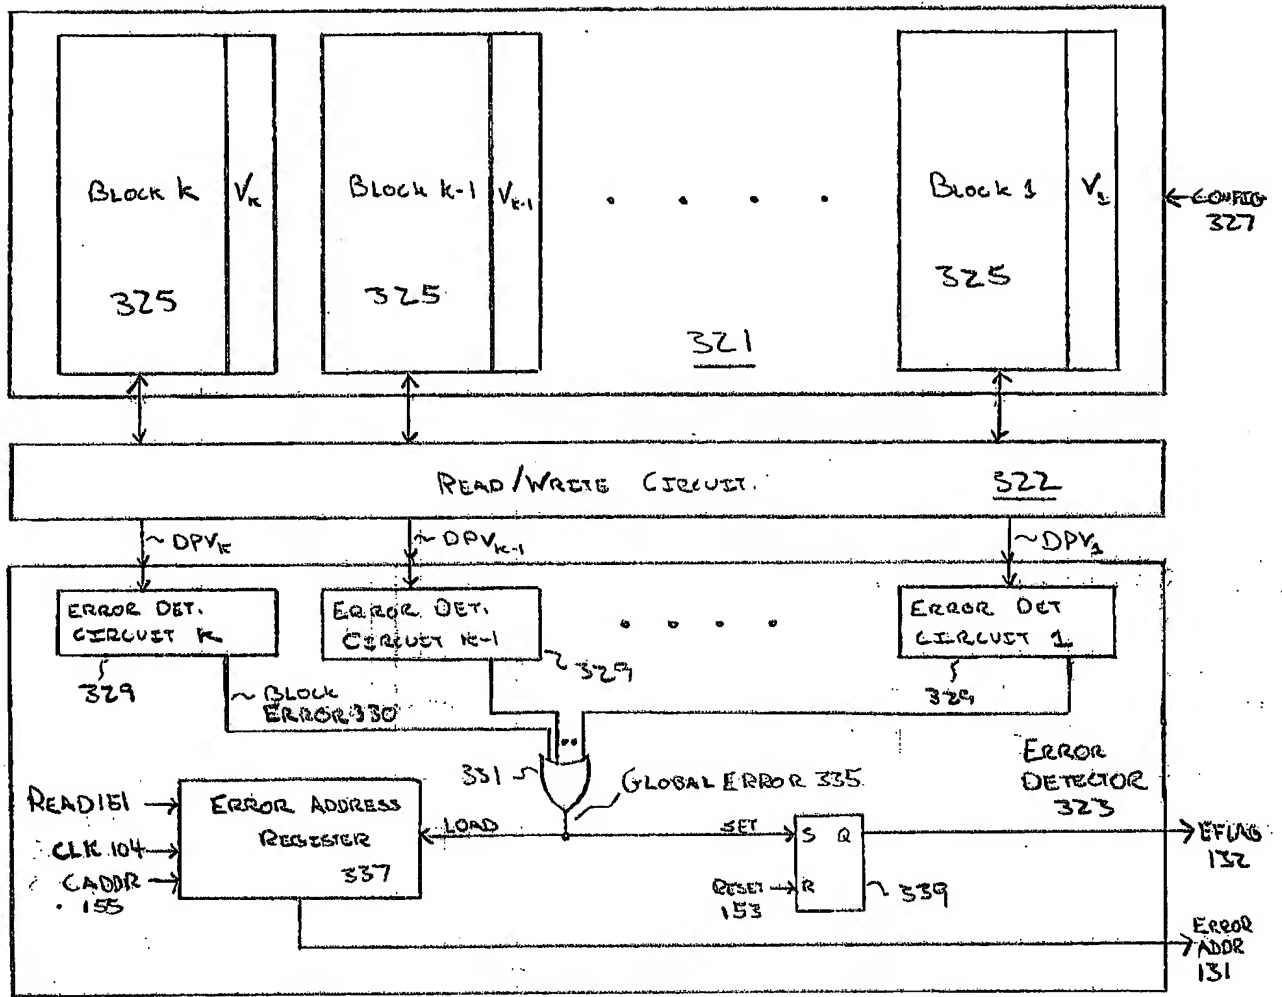 BLOCK k
Vk
BLOCK k-1
Vk-1
BLOCK 1
V1
325
325
325
321
CONFIG
327
READ/WRITE CIRCUIT.
322
DPVk
DPVk-1
DPV1
ERROR DET.
CIRCUIT k
ERROR DET.
CIRCUIT k-1
ERROR DET
CIRCUIT 1
329
329
329
BLOCK
ERROR 330
331
GLOBAL ERROR 335
ERROR
DETECTOR
323
READ 151
CLK 104
CADDR
155
ERROR ADDRESS
REGISTER
337
LOAD
SET
S Q
R
RESET
153
339
EFLAG
132
ERROR
ADDR
131